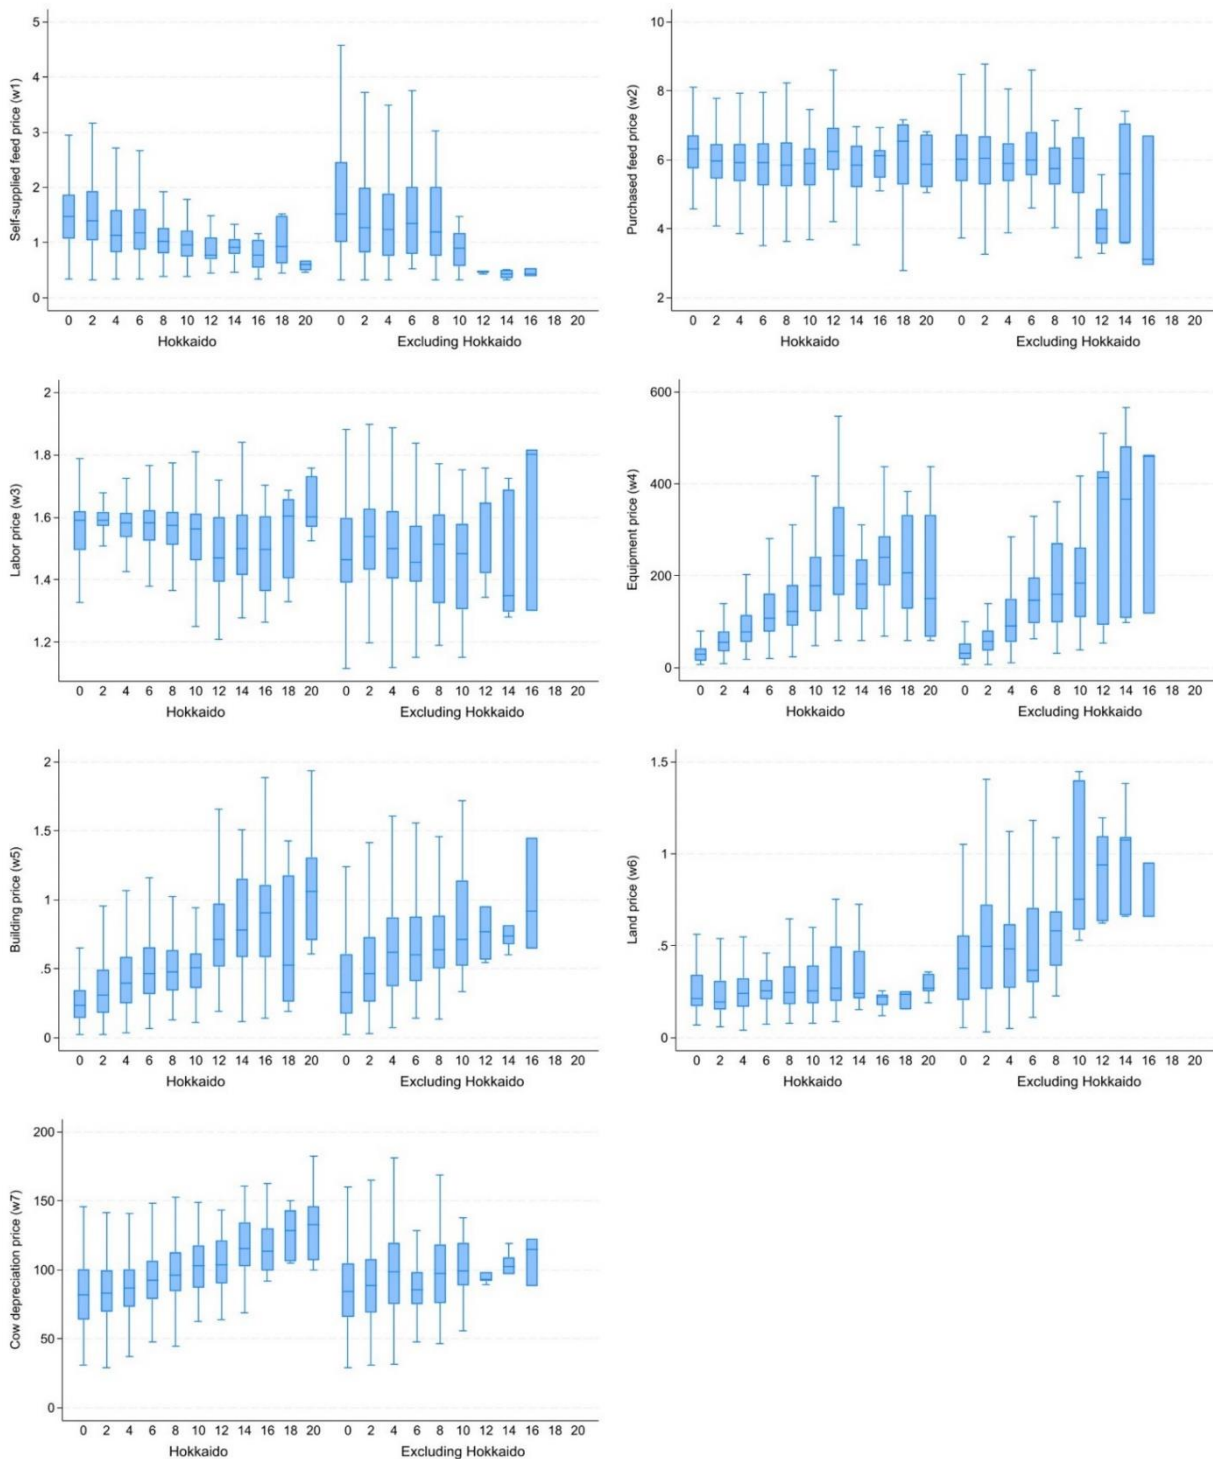 Self-supplied feed price (w1)
5
4
3
2
1
0
0 2 4 6 8 10 12 14 16 18 20 0 2 4 6 8 10 12 14 16 18 20
Hokkaido Excluding Hokkaido
Purchased feed price (w2)
10
8
6
4
2
0 2 4 6 8 10 12 14 16 18 20 0 2 4 6 8 10 12 14 16 18 20
Hokkaido Excluding Hokkaido
Labor price (w3)
2
1.8
1.6
1.4
1.2
0 2 4 6 8 10 12 14 16 18 20 0 2 4 6 8 10 12 14 16 18 20
Hokkaido Excluding Hokkaido
Equipment price (w4)
600
400
200
0
0 2 4 6 8 10 12 14 16 18 20 0 2 4 6 8 10 12 14 16 18 20
Hokkaido Excluding Hokkaido
Building price (w5)
2
1.5
1
.5
0
0 2 4 6 8 10 12 14 16 18 20 0 2 4 6 8 10 12 14 16 18 20
Hokkaido Excluding Hokkaido
Land price (w6)
1.5
1
.5
0
0 2 4 6 8 10 12 14 16 18 20 0 2 4 6 8 10 12 14 16 18 20
Hokkaido Excluding Hokkaido
Cow depreciation price (w7)
200
150
100
50
0
0 2 4 6 8 10 12 14 16 18 20 0 2 4 6 8 10 12 14 16 18 20
Hokkaido Excluding Hokkaido